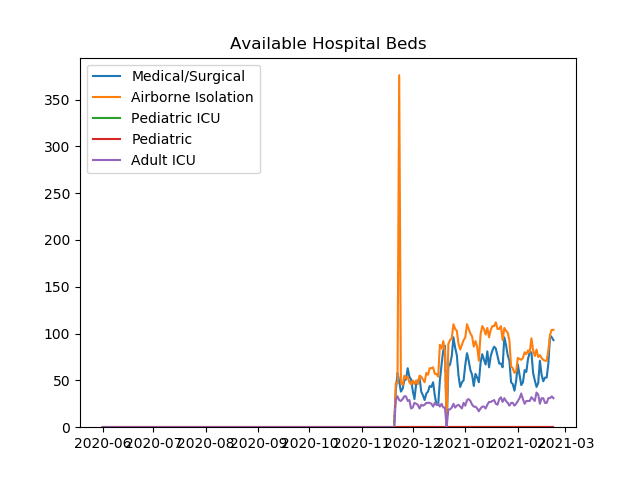 Available Hospital Beds
Medical/Surgical
Airborne Isolation
Pediatric ICU
Pediatric
Adult ICU
350
300
250
200
150
100
50
0
2020-06 2020-07 2020-08 2020-09 2020-10 2020-11 2020-12 2021-01 2021-02 2021-03